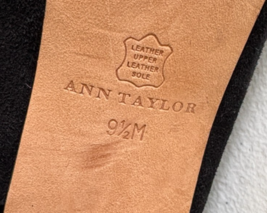 LEATHER
UPPER
LEATHER
SOLE
ANN TAYLOR
9½M